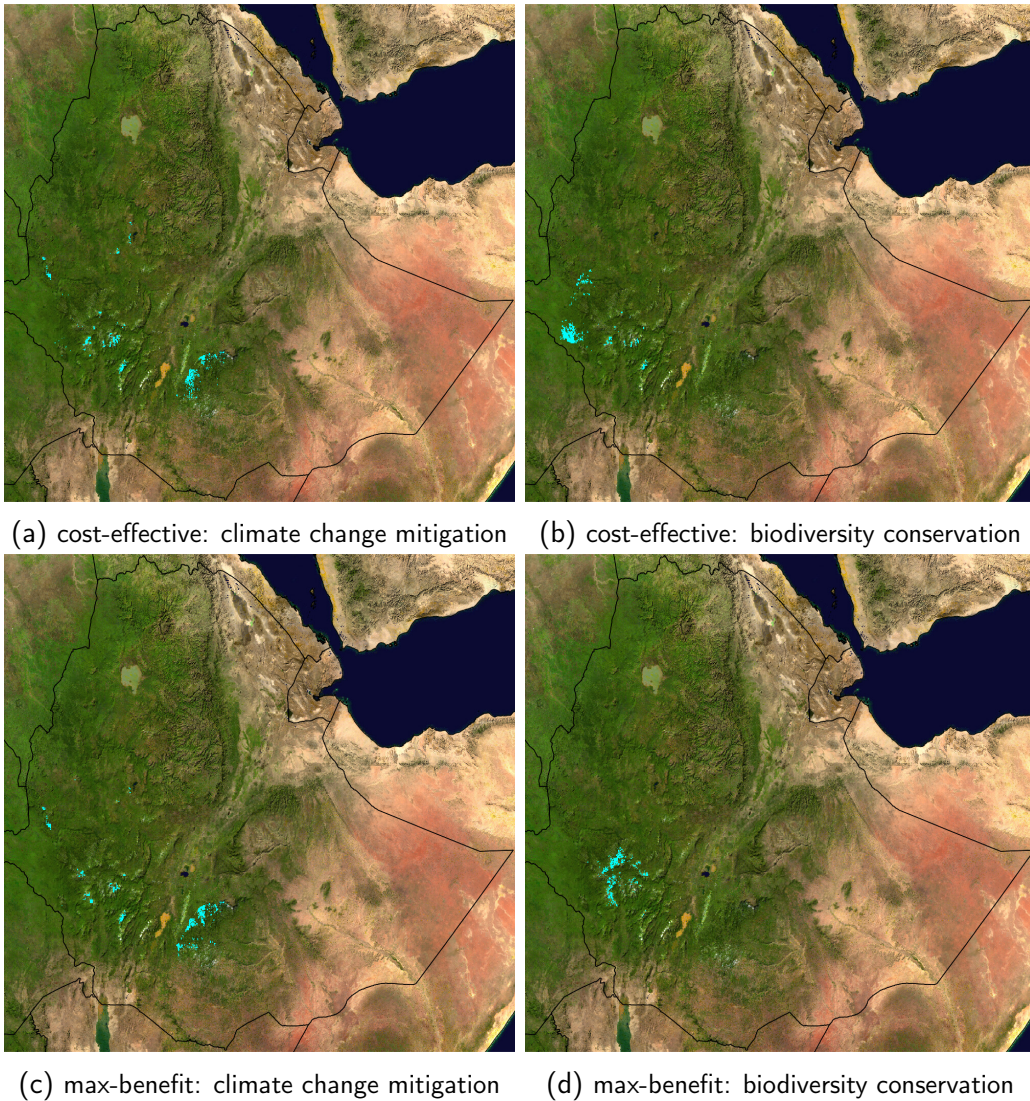 (a) cost-effective: climate change mitigation
(b) cost-effective: biodiversity conservation
(c) max-benefit: climate change mitigation
(d) max-benefit: biodiversity conservation